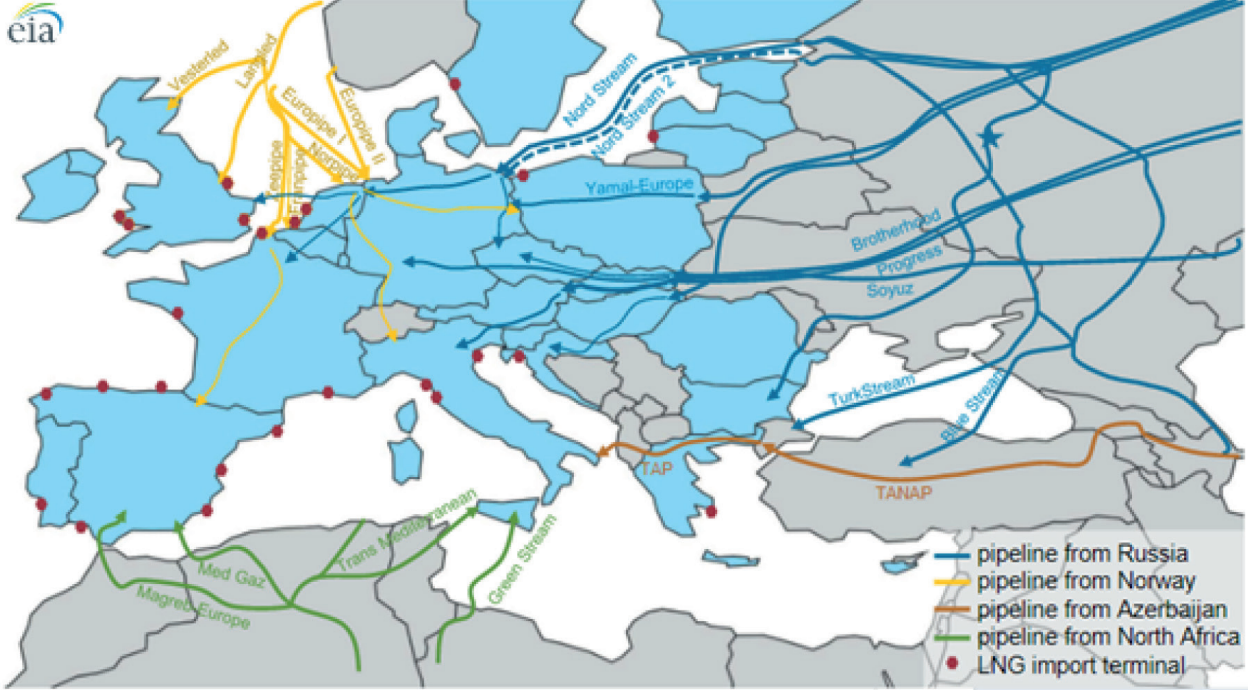 eia
Vesterled
Langled
Europipe I
Europipe II
Norpipe
Zeepipe
Franpipe
Nord Stream
Nord Stream 2
Yamal-Europe
Brotherhood
Progress
Soyuz
TurkStream
Blue Stream
TAP
TANAP
Trans Mediterranean
Green Stream
Med Gaz
Magreb Europe
pipeline from Russia
pipeline from Norway
pipeline from Azerbaijan
pipeline from North Africa
LNG import terminal